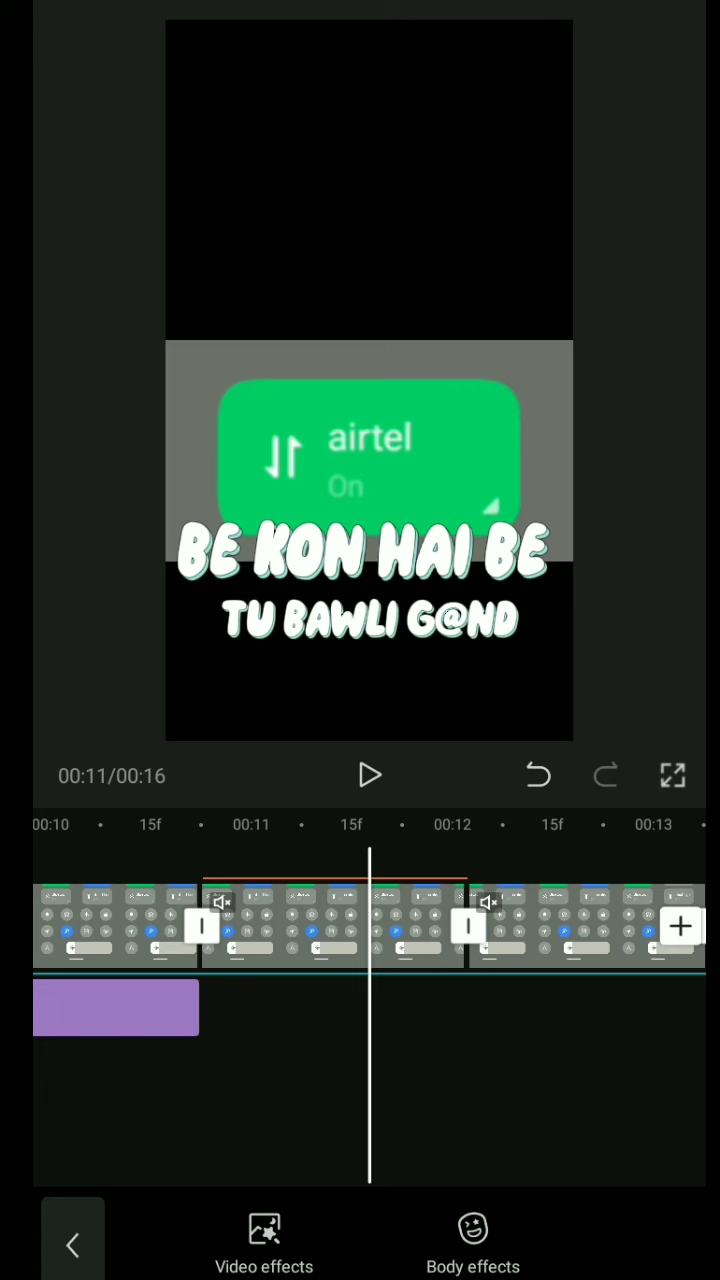 airtel
On
BE KON HAI BE
TU BAWLI G@ND
00:11/00:16
00:10 15f 00:11 15f 00:12 15f 00:13
Video effects Body effects